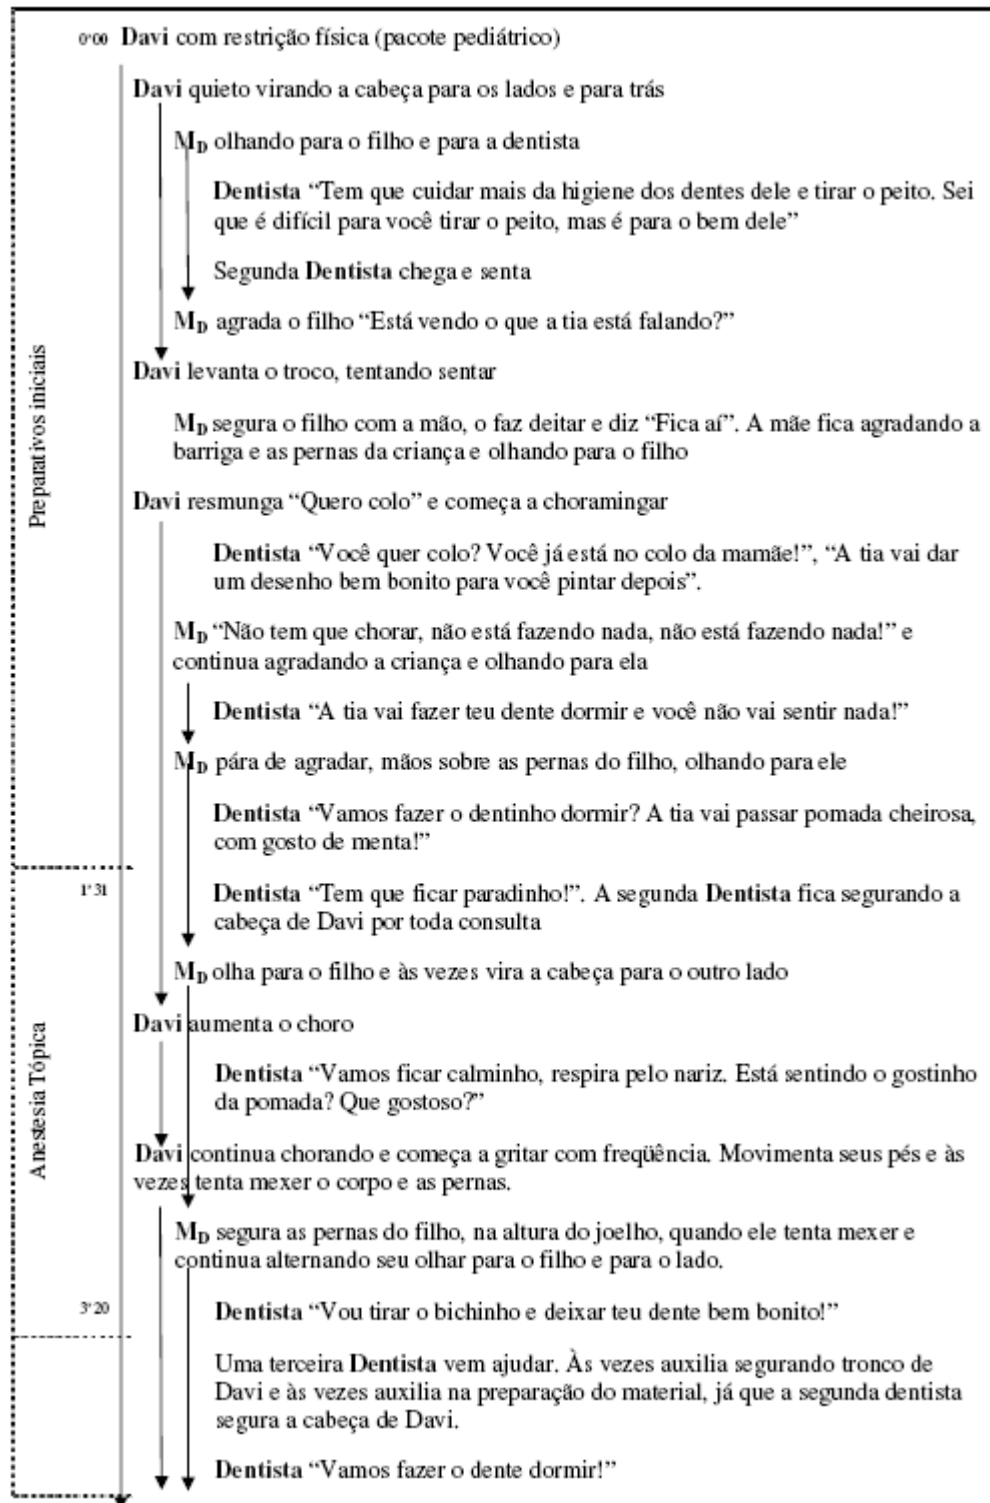 0'00 Davi com restrição física (pacote pediátrico)
Davi quieto virando a cabeça para os lados e para trás
M_D olhando para o filho e para a dentista
Dentista “Tem que cuidar mais da higiene dos dentes dele e tirar o peito. Sei
que é difícil para você tirar o peito, mas é para o bem dele”
Segunda Dentista chega e senta
M_D agrada o filho “Está vendo o que a tia está falando?”
Davi levanta o troco, tentando sentar
M_D segura o filho com a mão, o faz deitar e diz “Fica aí”. A mãe fica agradando a
barriga e as pernas da criança e olhando para o filho
Preparativos iniciais
Davi resmunga “Quero colo” e começa a choramingar
Dentista “Você quer colo? Você já está no colo da mamãe!”, “A tia vai dar
um desenho bem bonito para você pintar depois”.
M_D “Não tem que chorar, não está fazendo nada, não está fazendo nada!” e
continua agradando a criança e olhando para ela
Dentista “A tia vai fazer teu dente dormir e você não vai sentir nada!”
M_D pára de agradar, mãos sobre as pernas do filho, olhando para ele
Dentista “Vamos fazer o dentinho dormir? A tia vai passar pomada cheirosa,
com gosto de menta!”
1'31 Dentista “Tem que ficar paradinho!”. A segunda Dentista fica segurando a
cabeça de Davi por toda consulta
M_D olha para o filho e às vezes vira a cabeça para o outro lado
Davi aumenta o choro
Anestesia Tópica
Dentista “Vamos ficar calminho, respira pelo nariz. Está sentindo o gostinho
da pomada? Que gostoso?”
Davi continua chorando e começa a gritar com freqüência. Movimenta seus pés e às
vezes tenta mexer o corpo e as pernas.
M_D segura as pernas do filho, na altura do joelho, quando ele tenta mexer e
continua alternando seu olhar para o filho e para o lado.
3'20 Dentista “Vou tirar o bichinho e deixar teu dente bem bonito!”
Uma terceira Dentista vem ajudar. Às vezes auxilia segurando tronco de
Davi e às vezes auxilia na preparação do material, já que a segunda dentista
segura a cabeça de Davi.
Dentista “Vamos fazer o dente dormir!”